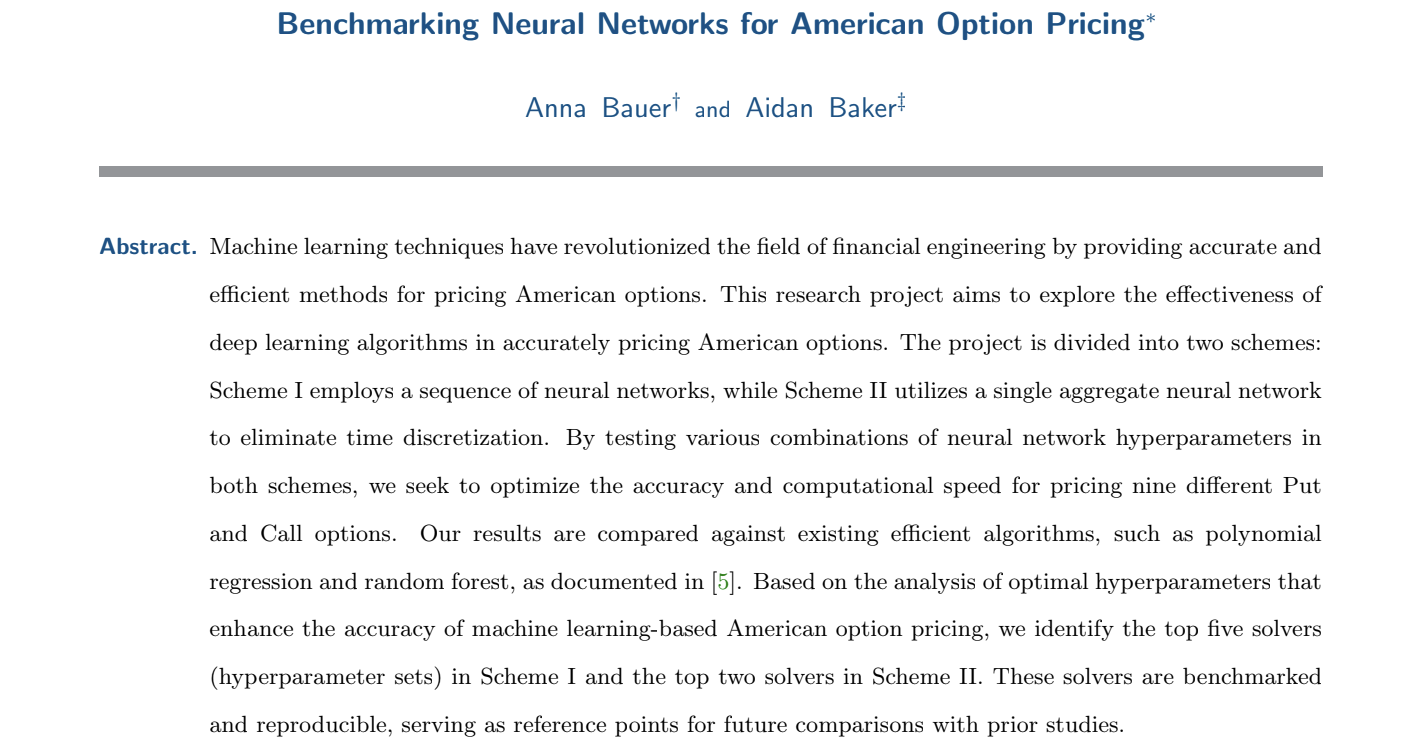 Benchmarking Neural Networks for American Option Pricing*
Anna Bauer† and Aidan Baker‡
Abstract. Machine learning techniques have revolutionized the field of financial engineering by providing accurate and
efficient methods for pricing American options. This research project aims to explore the effectiveness of
deep learning algorithms in accurately pricing American options. The project is divided into two schemes:
Scheme I employs a sequence of neural networks, while Scheme II utilizes a single aggregate neural network
to eliminate time discretization. By testing various combinations of neural network hyperparameters in
both schemes, we seek to optimize the accuracy and computational speed for pricing nine different Put
and Call options. Our results are compared against existing efficient algorithms, such as polynomial
regression and random forest, as documented in [5]. Based on the analysis of optimal hyperparameters that
enhance the accuracy of machine learning-based American option pricing, we identify the top five solvers
(hyperparameter sets) in Scheme I and the top two solvers in Scheme II. These solvers are benchmarked
and reproducible, serving as reference points for future comparisons with prior studies.